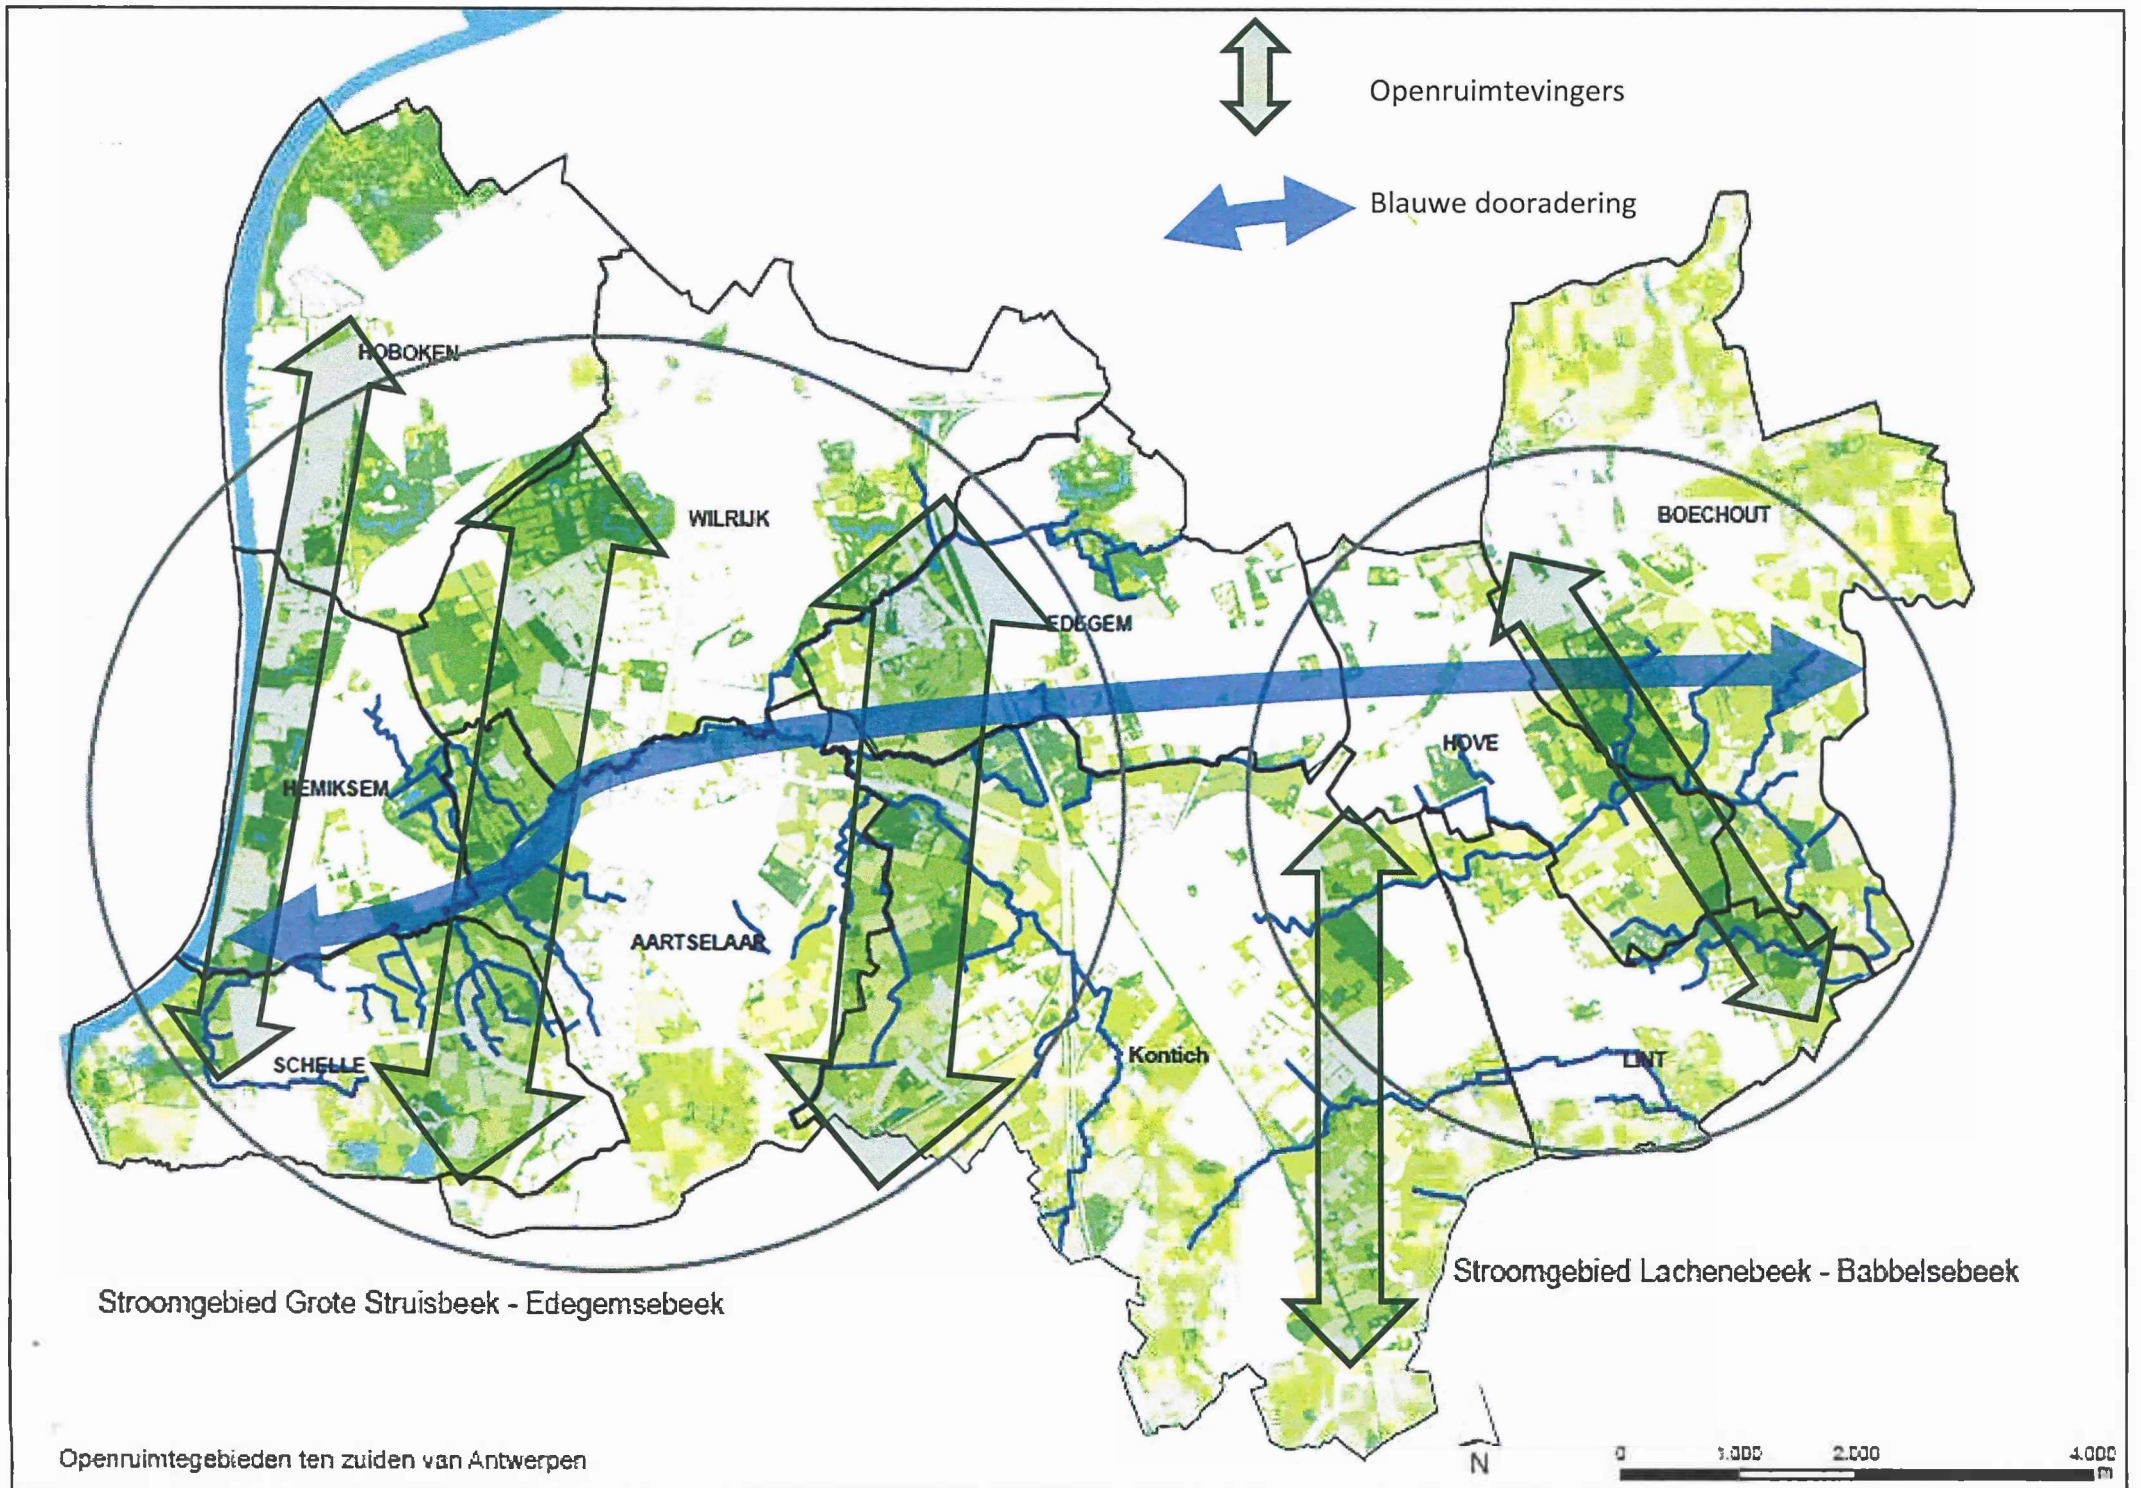 Openruimtevingers
Blauwe dooradering
HOBOKEN
WILRIJK
BOECHOUT
EDEGEM
HOVE
HEMIKSEM
AARTSELAAR
SCHELLE
Kontich
LINT
Stroomgebied Lachenebeek - Babbelsebeek
Stroomgebied Grote Struisbeek - Edegemsebeek
Openruimtegebieden ten zuiden van Antwerpen
N
0 1.000 2.000 4.000
m